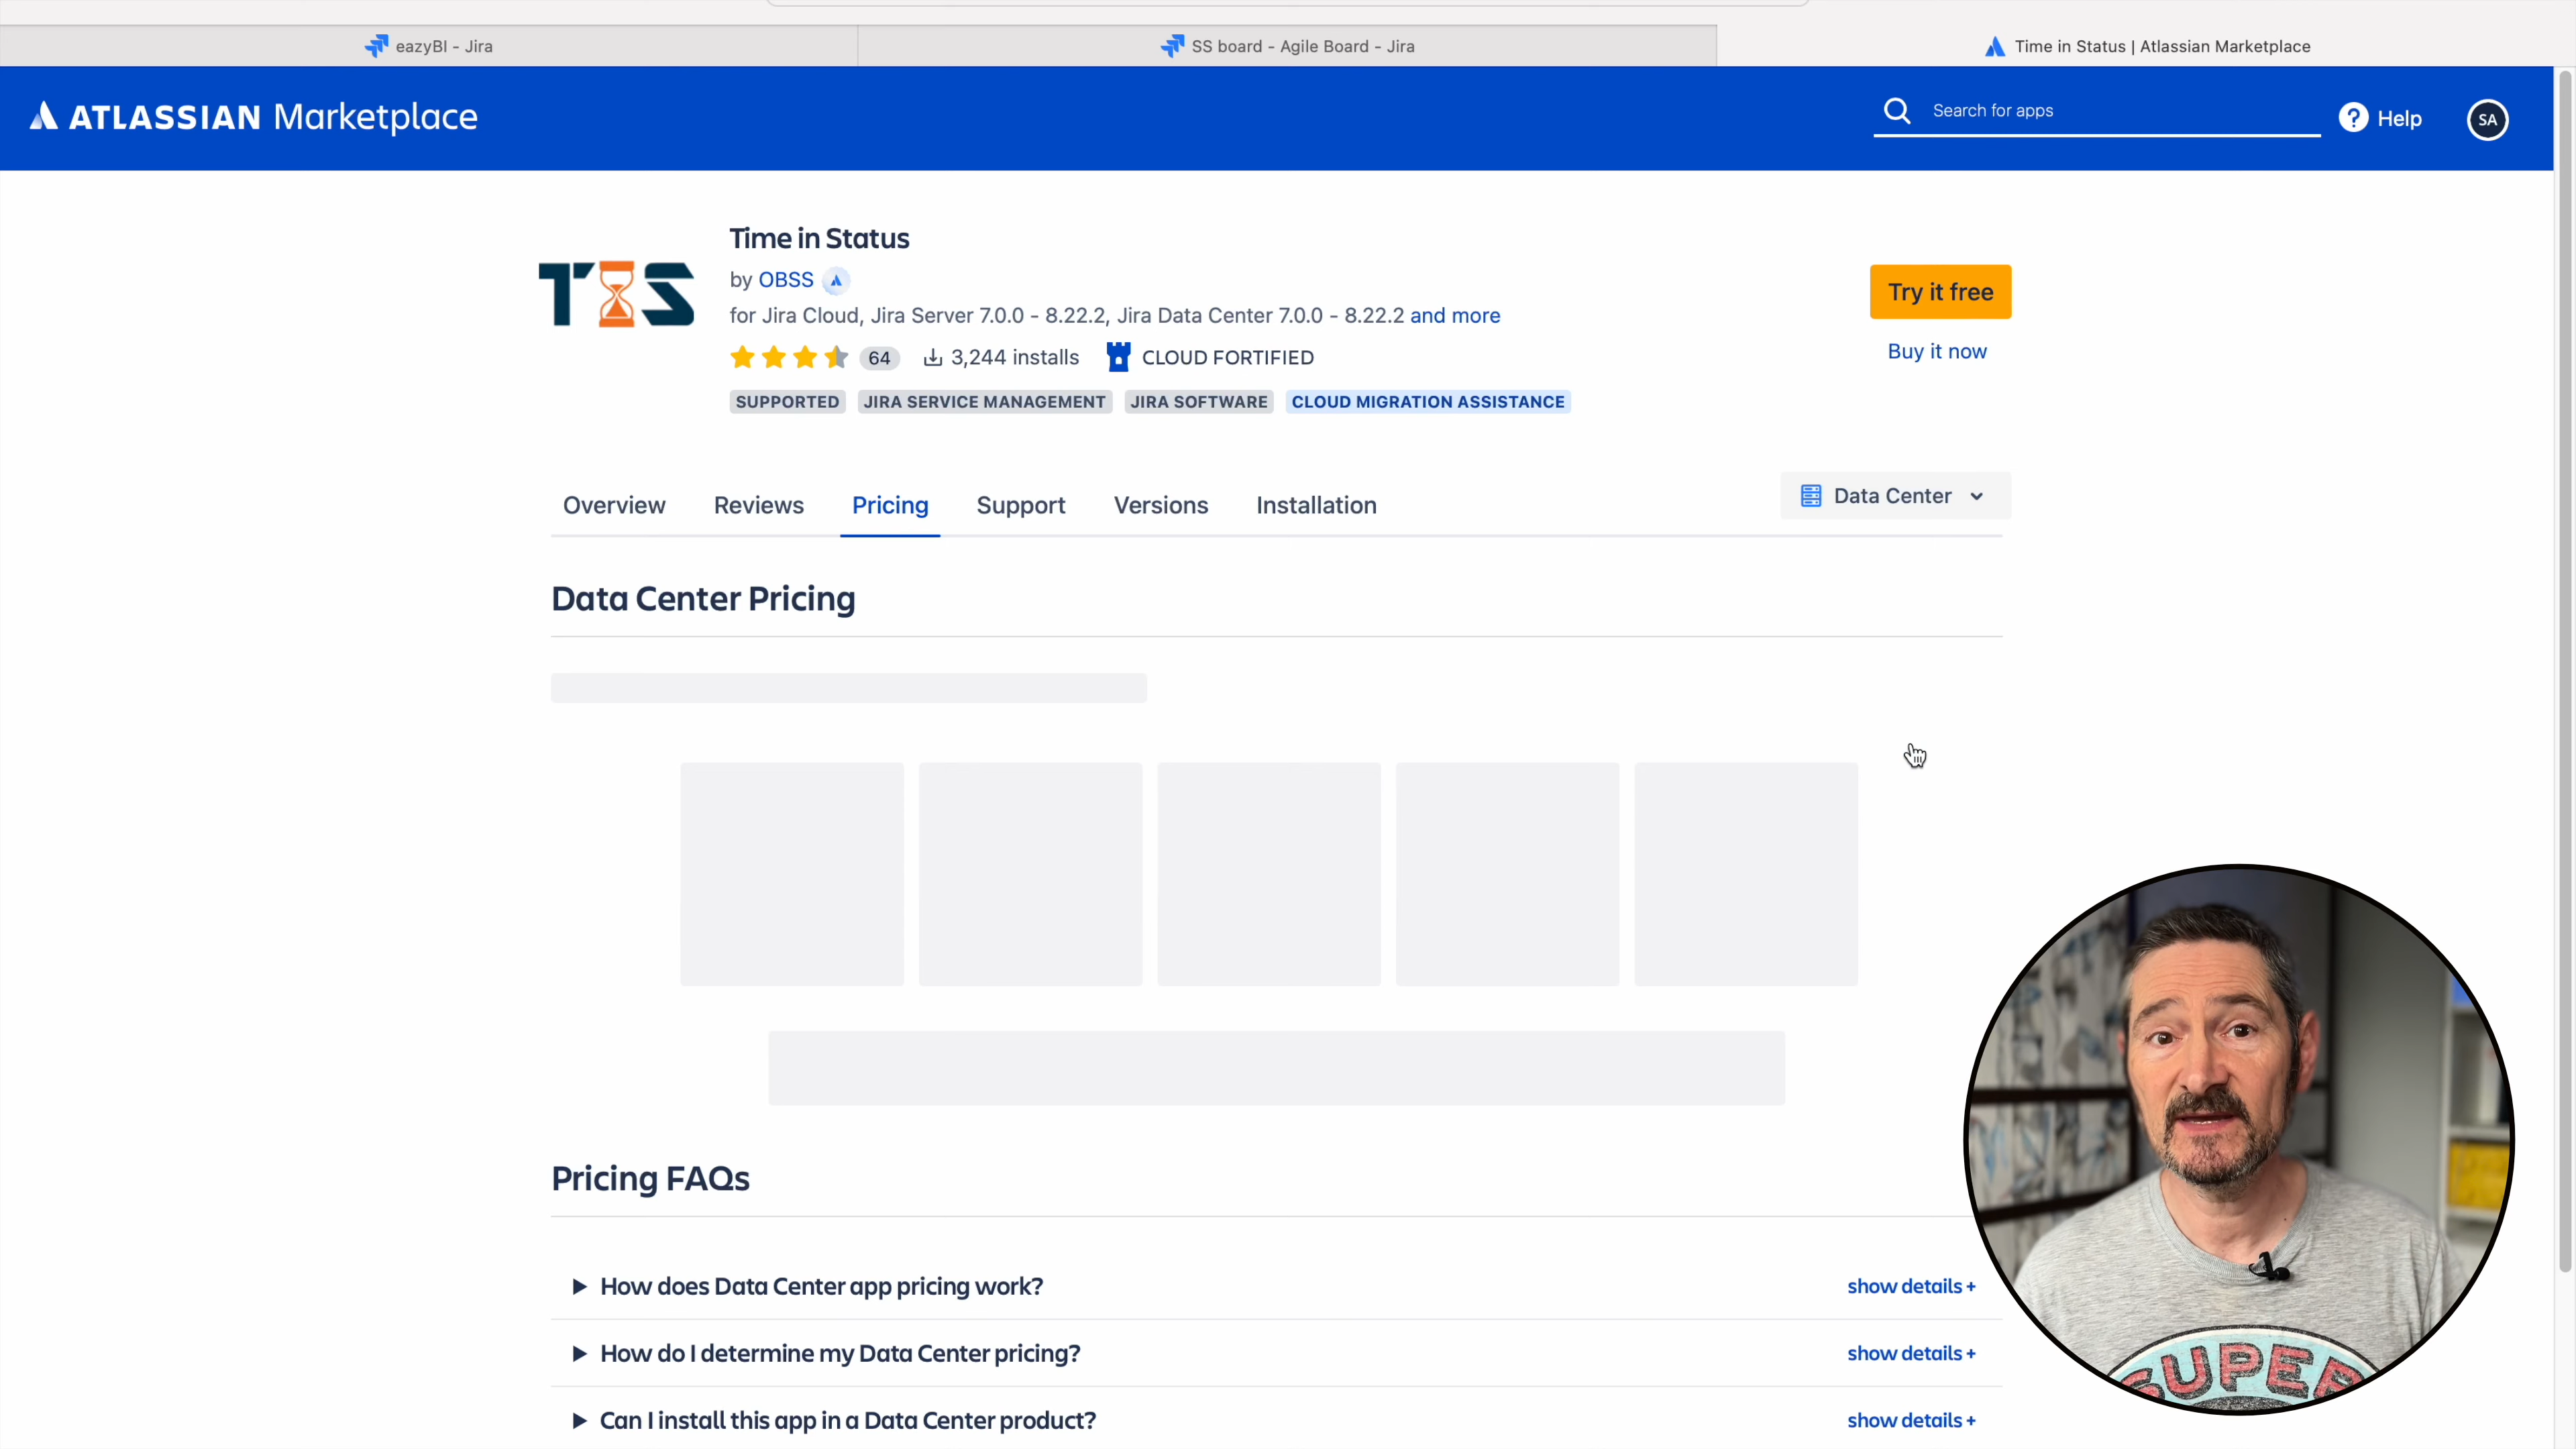 eazyBI - Jira
SS board - Agile Board - Jira
Time in Status | Atlassian Marketplace
ATLASSIAN Marketplace
Search for apps
? Help
SA
TIS
Time in Status
by OBSS
for Jira Cloud, Jira Server 7.0.0 - 8.22.2, Jira Data Center 7.0.0 - 8.22.2 and more
64 3,244 installs CLOUD FORTIFIED
SUPPORTED JIRA SERVICE MANAGEMENT JIRA SOFTWARE CLOUD MIGRATION ASSISTANCE
Try it free
Buy it now
Overview Reviews Pricing Support Versions Installation
Data Center
Data Center Pricing
Pricing FAQs
How does Data Center app pricing work? show details +
How do I determine my Data Center pricing? show details +
Can I install this app in a Data Center product? show details +
SUPER